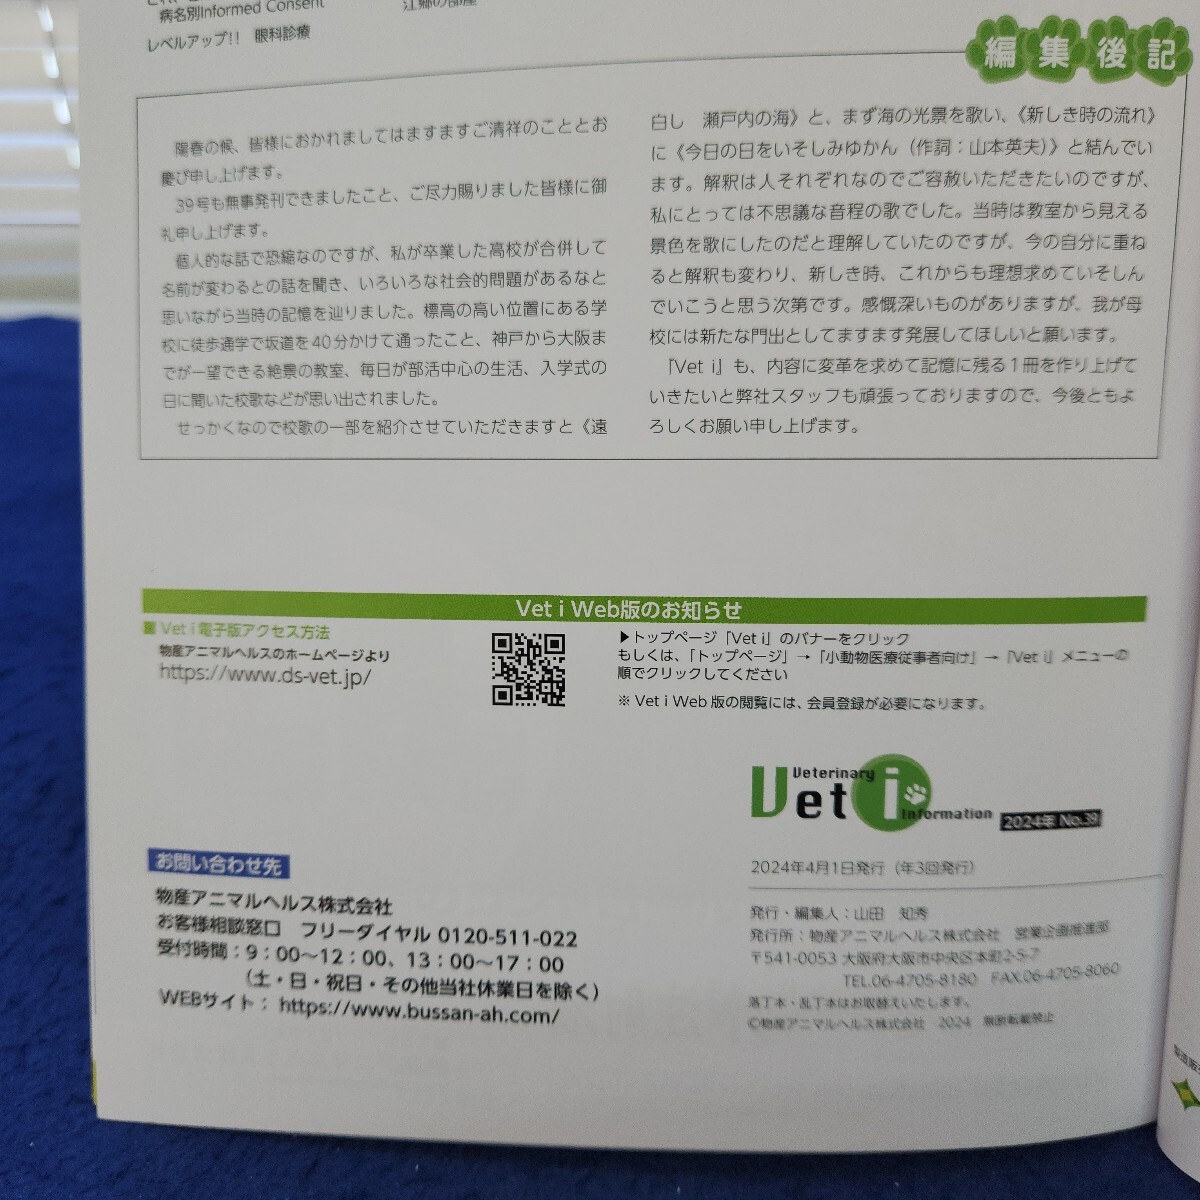 病名別Informed Consent
レベルアップ!! 眼科診療
江郷の部屋
編集後記
陽春の候、皆様におかれましてはますますご清祥のこととお
慶び申し上げます。
39号も無事発刊できましたこと、ご尽力賜りました皆様に御
礼申し上げます。
個人的な話で恐縮なのですが、私が卒業した高校が合併して
名前が変わるとの話を聞き、いろいろな社会的問題があるなと
思いながら当時の記憶を辿りました。標高の高い位置にある学
校に徒歩通学で坂道を40分かけて通ったこと、神戸から大阪ま
でが一望できる絶景の教室、毎日が部活中心の生活、入学式の
日に聞いた校歌などが思い出されました。
せっかくなので校歌の一部を紹介させていただきますと《遠
白し 瀬戸内の海》と、まず海の光景を歌い、《新しき時の流れ》
に《今日の日をいそしみゆかん（作詞：山本英夫）》と結んでい
ます。解釈は人それぞれなのでご容赦いただきたいのですが、
私にとっては不思議な音程の歌でした。当時は教室から見える
景色を歌にしたのだと理解していたのですが、今の自分に重ね
ると解釈も変わり、新しき時、これからも理想求めていそしん
でいこうと思う次第です。感慨深いものがありますが、我が母
校には新たな門出としてますます発展してほしいと願います。
『Vet i』も、内容に変革を求めて記憶に残る1冊を作り上げて
いきたいと弊社スタッフも頑張っておりますので、今後ともよ
ろしくお願い申し上げます。
Vet i Web版のお知らせ
■ Vet i 電子版アクセス方法
物産アニマルヘルスのホームページより
https://www.ds-vet.jp/
▶トップページ「Vet i」のバナーをクリック
もしくは、「トップページ」→「小動物医療従事者向け」→「Vet i」メニューの
順でクリックしてください
※ Vet i Web 版の閲覧には、会員登録が必要になります。
Veterinary
Vet i
Information
2024年 No.39
2024年4月1日発行（年3回発行）
発行・編集人：山田 知秀
発行所：物産アニマルヘルス株式会社 営業企画推進部
〒541-0053 大阪府大阪市中央区本町2-5-7
TEL.06-4705-8180 FAX.06-4705-8060
落丁本・乱丁本はお取替えいたします。
©物産アニマルヘルス株式会社 2024 無断転載禁止
お問い合わせ先
物産アニマルヘルス株式会社
お客様相談窓口 フリーダイヤル 0120-511-022
受付時間：9：00〜12：00、13：00〜17：00
（土・日・祝日・その他当社休業日を除く）
WEBサイト： https://www.bussan-ah.com/